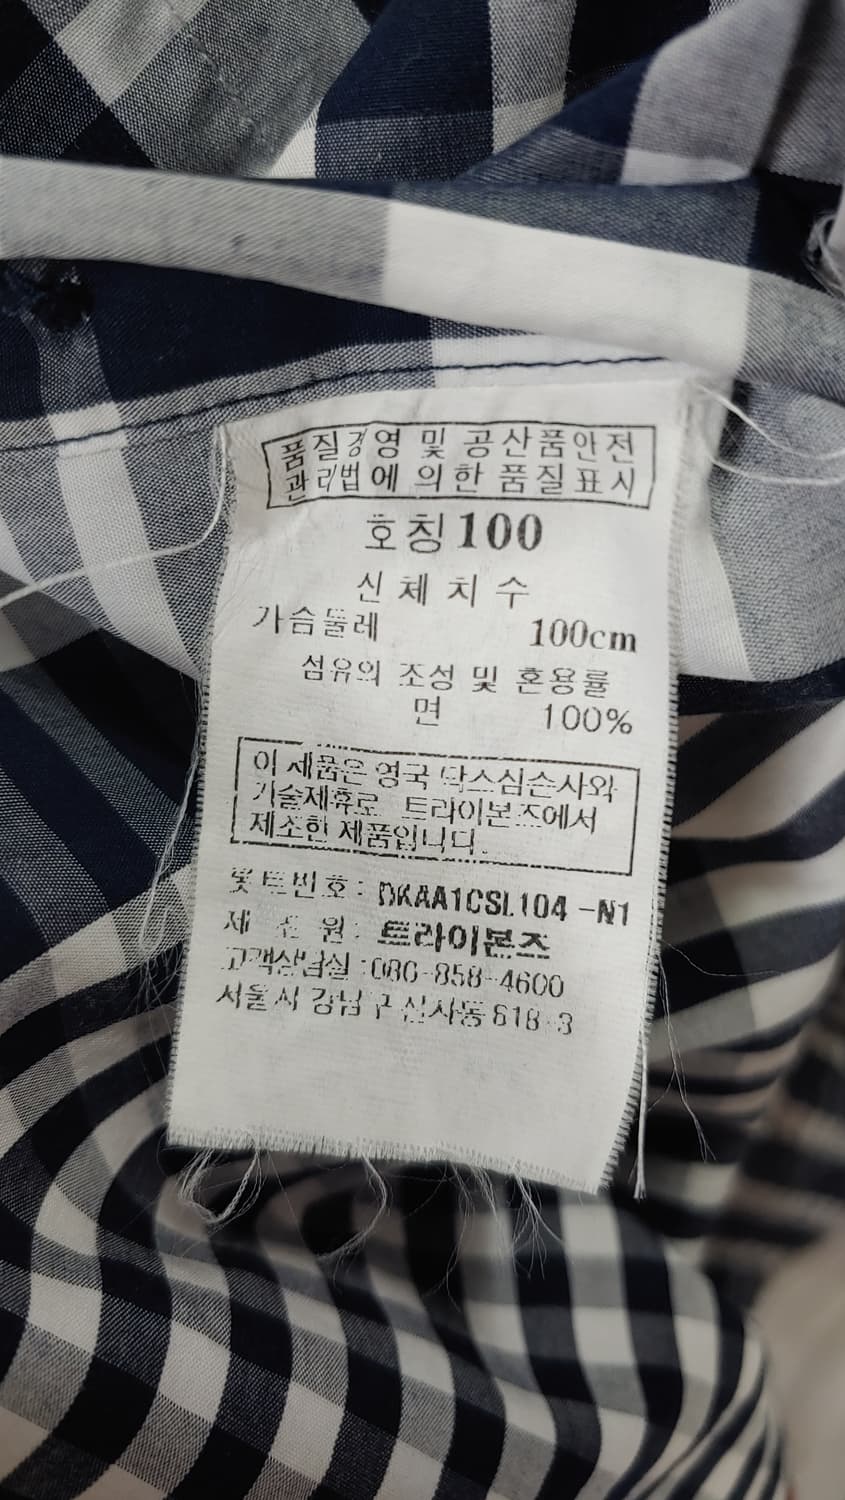 품질경영 및 공산품안전
관리법에 의한 품질표시
호칭 100
신체치수
가슴둘레 100cm
섬유의 조성 및 혼용률
면 100%
이 제품은 영국 닥스심슨사와
기술제휴로 트라이본즈에서
제조한 제품입니다.
롯트번호 : DKAA1CSL104 -N1
제 조 원 : 트라이본즈
고객상담실 : 080-858-4600
서울시 강남구 신사동 618-3